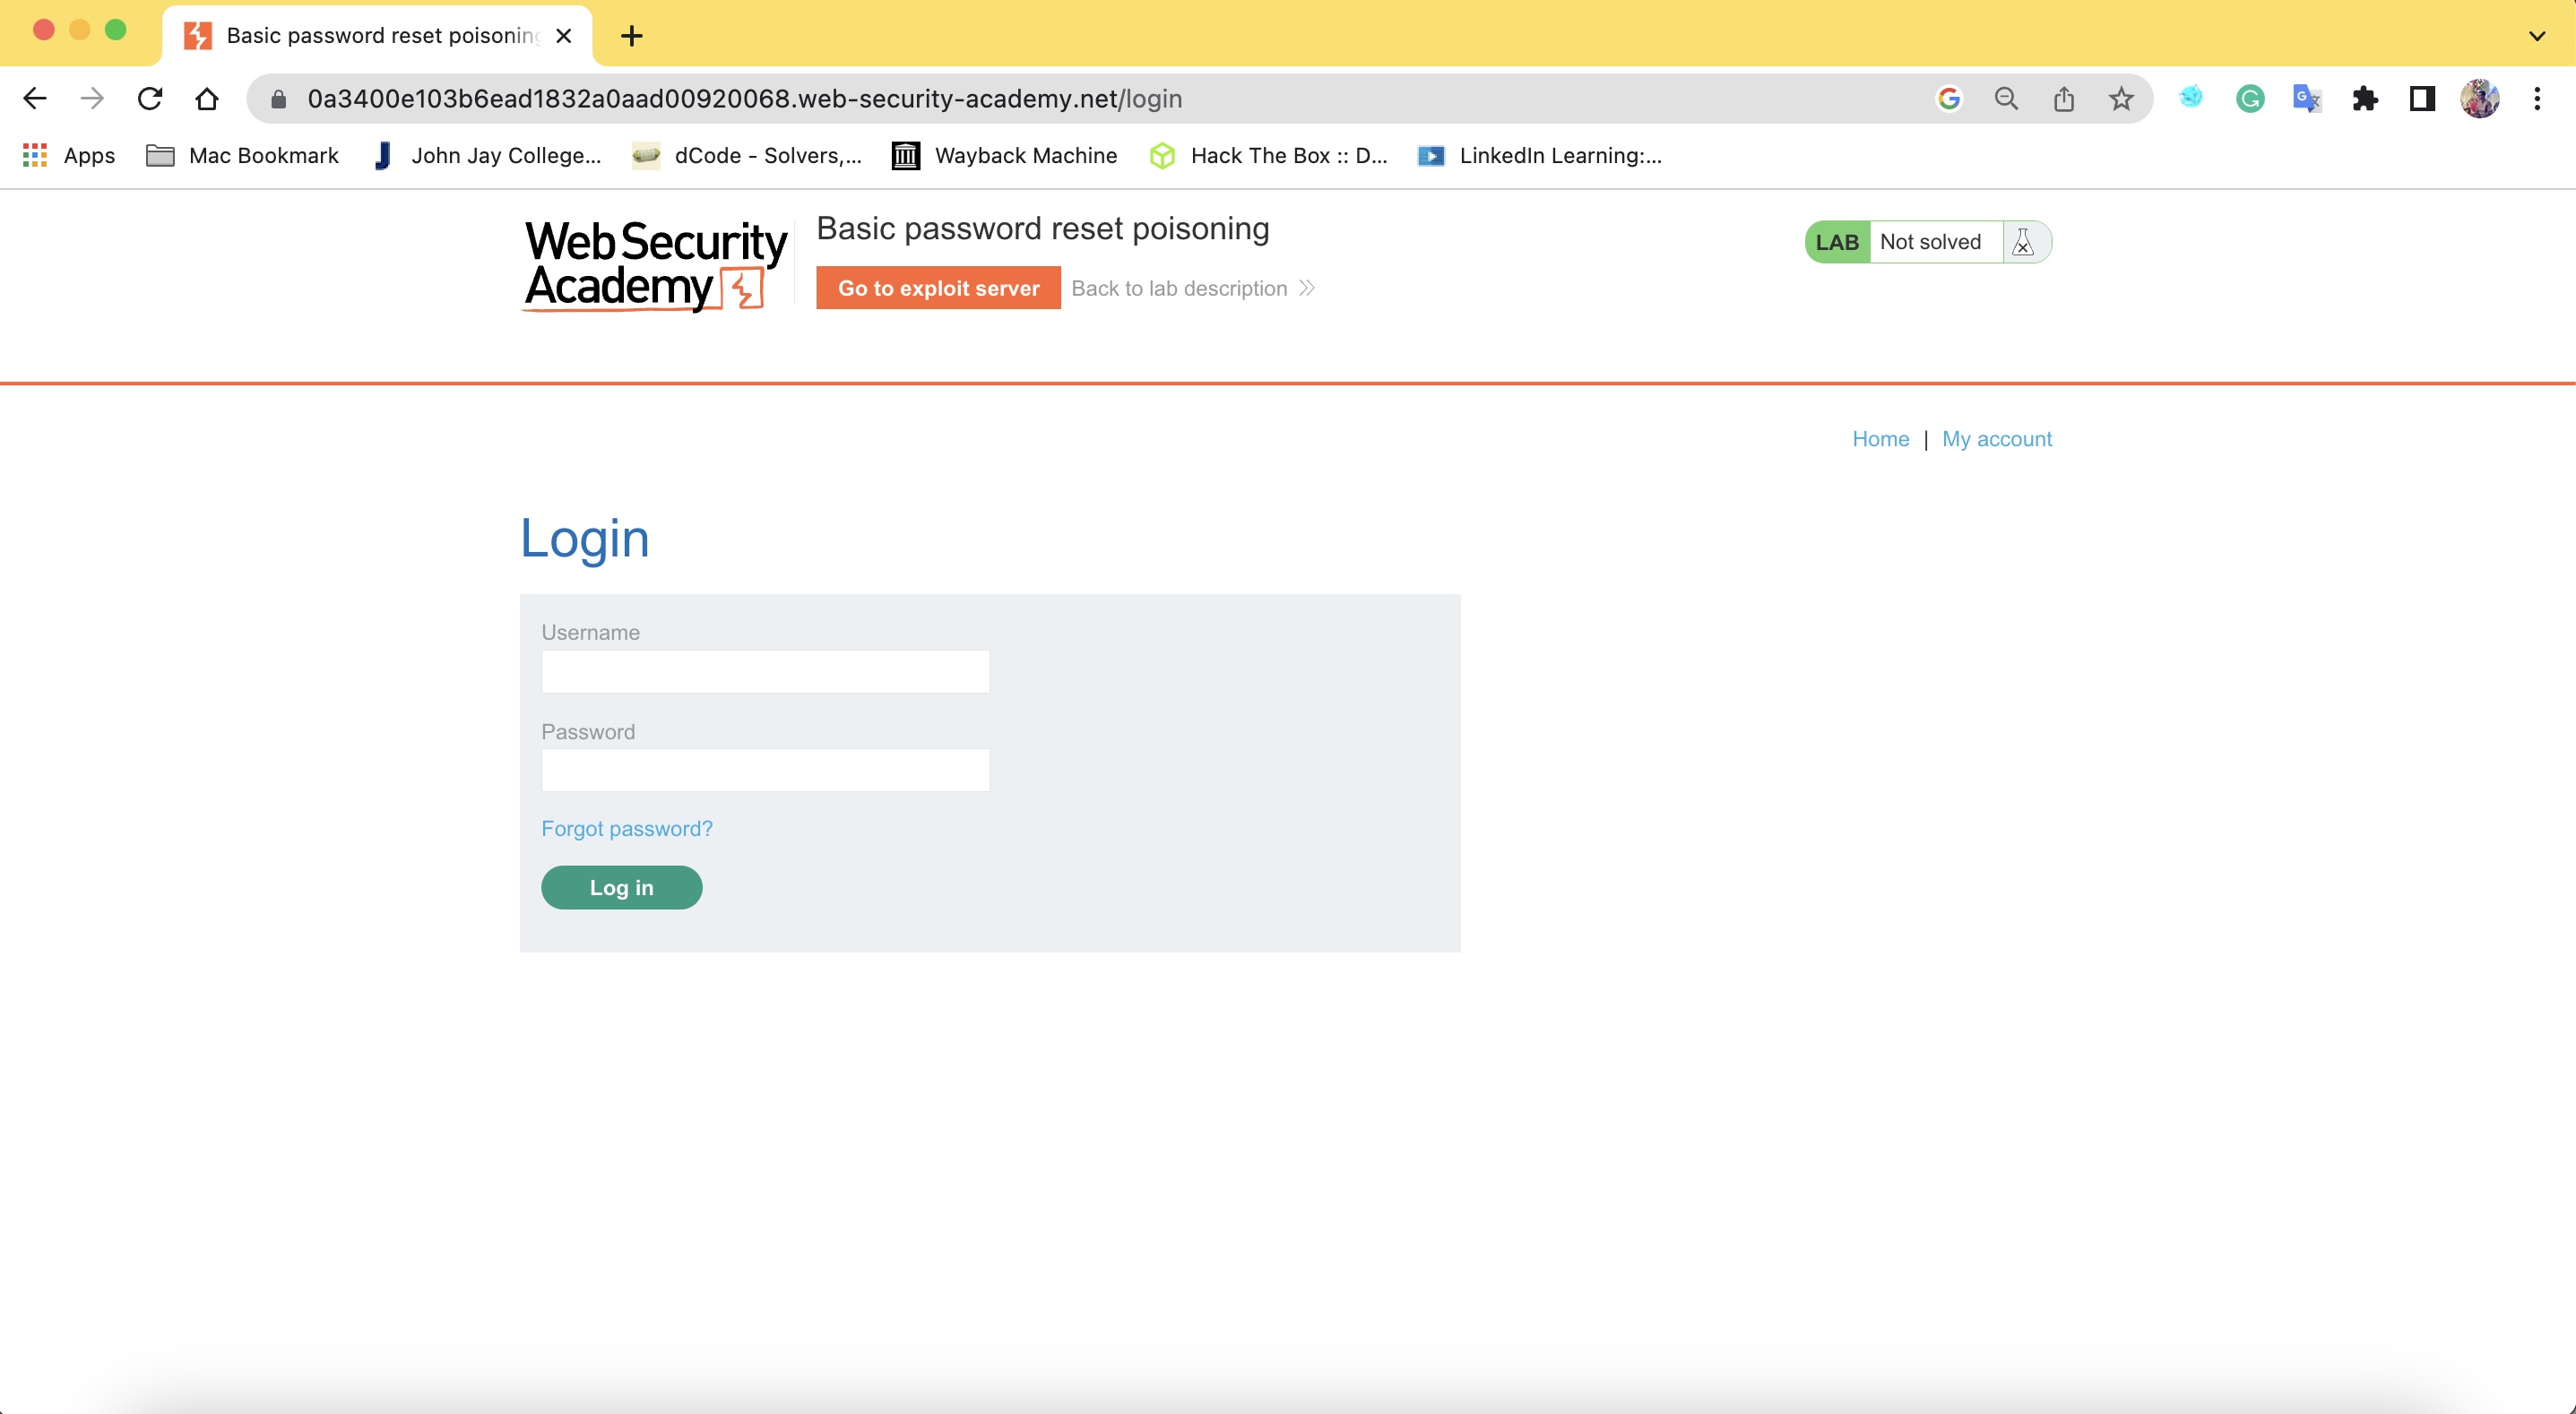 Basic password reset poisoning
0a3400e103b6ead1832a0aad00920068.web-security-academy.net/login
Apps
Mac Bookmark
John Jay College...
dCode - Solvers,...
Wayback Machine
Hack The Box :: D...
LinkedIn Learning:...
Web Security
Academy
Basic password reset poisoning
Go to exploit server
Back to lab description
LAB
Not solved
Home | My account
Login
Username
Password
Forgot password?
Log in